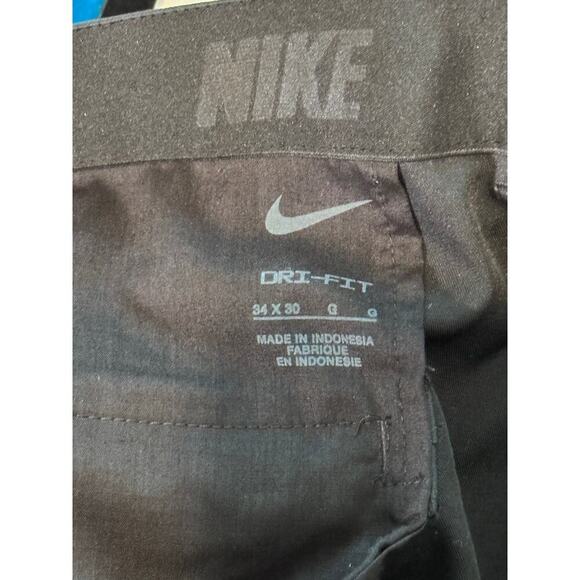 NIKE
DRI-FIT
34 X 30 G G
MADE IN INDONESIA
FABRIQUE
EN INDONESIE